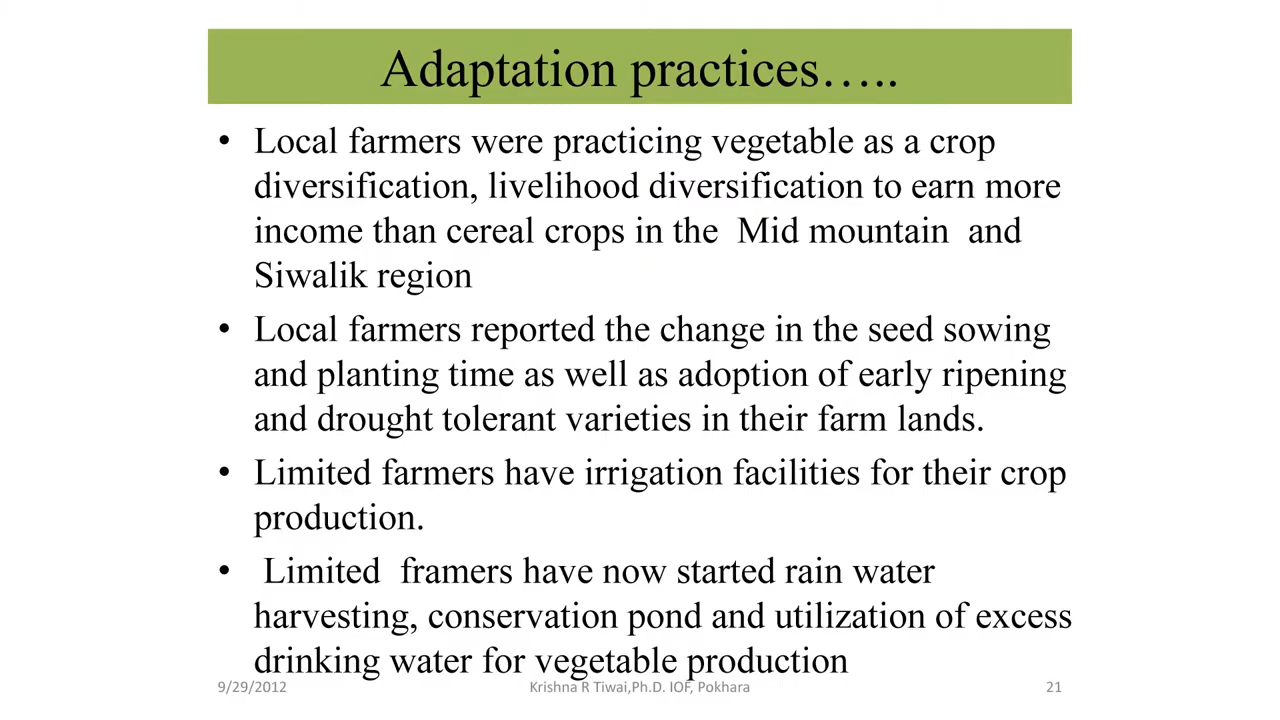 Adaptation practices…..
• Local farmers were practicing vegetable as a crop
diversification, livelihood diversification to earn more
income than cereal crops in the Mid mountain and
Siwalik region
• Local farmers reported the change in the seed sowing
and planting time as well as adoption of early ripening
and drought tolerant varieties in their farm lands.
• Limited farmers have irrigation facilities for their crop
production.
• Limited framers have now started rain water
harvesting, conservation pond and utilization of excess
drinking water for vegetable production
9/29/2012 Krishna R Tiwai,Ph.D. IOF, Pokhara 21